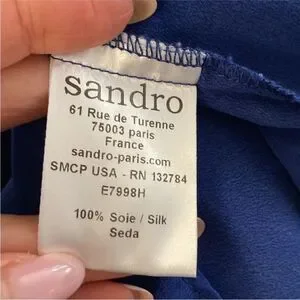 sandro
61 Rue de Turenne
75003 paris
France
sandro-paris.com
SMCP USA - RN 132784
E7998H
100% Soie / Silk
Seda